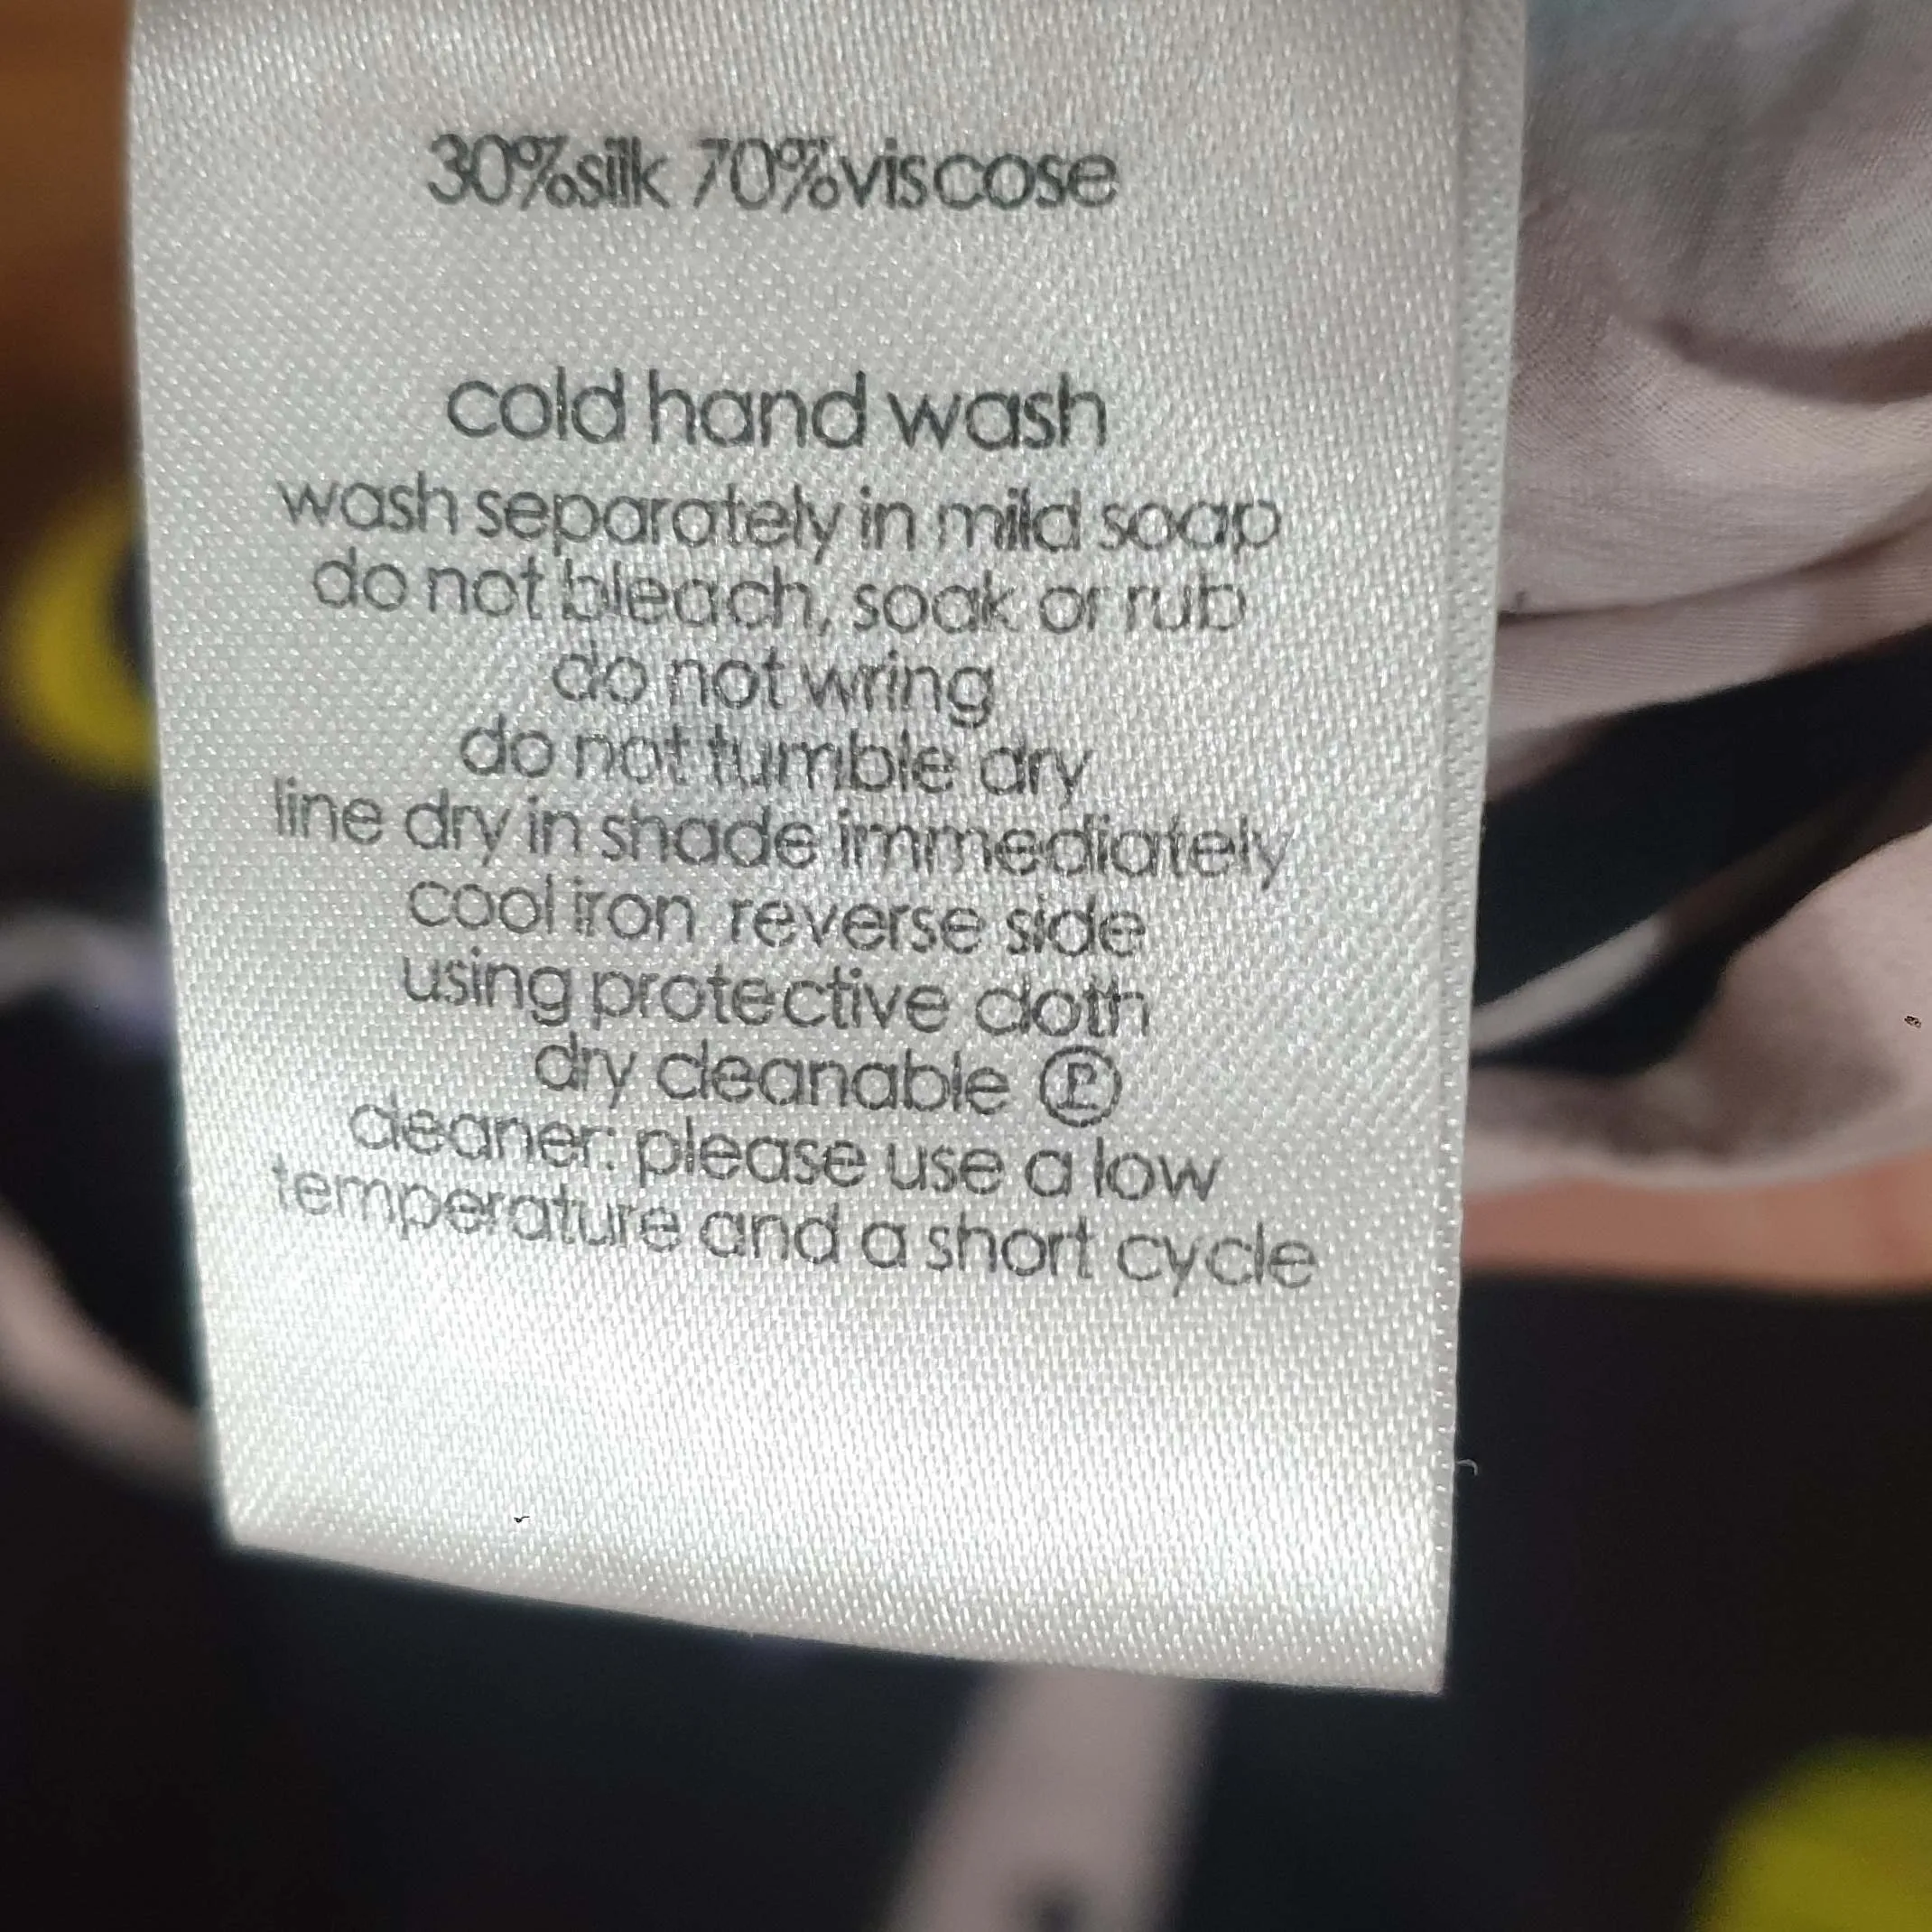 30%silk 70%viscose
cold hand wash
wash separately in mild soap
do not bleach, soak or rub
do not wring
do not tumble dry
line dry in shade immediately
cool iron reverse side
using protective cloth
dry cleanable Ⓟ
cleaner: please use a low
temperature and a short cycle